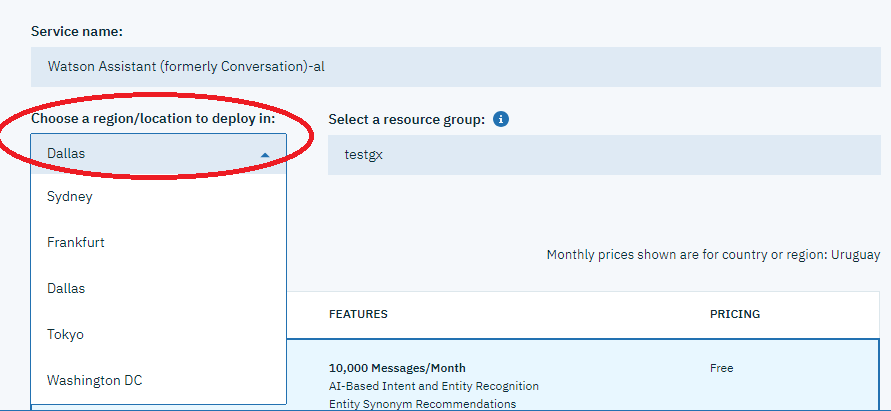 Service name:
Watson Assistant (formerly Conversation)-al
Choose a region/location to deploy in:
Select a resource group:
Dallas
testgx
Sydney
Frankfurt
Dallas
Tokyo
Washington DC
Monthly prices shown are for country or region: Uruguay
FEATURES
PRICING
10,000 Messages/Month
Free
AI-Based Intent and Entity Recognition
Entity Synonym Recommendations